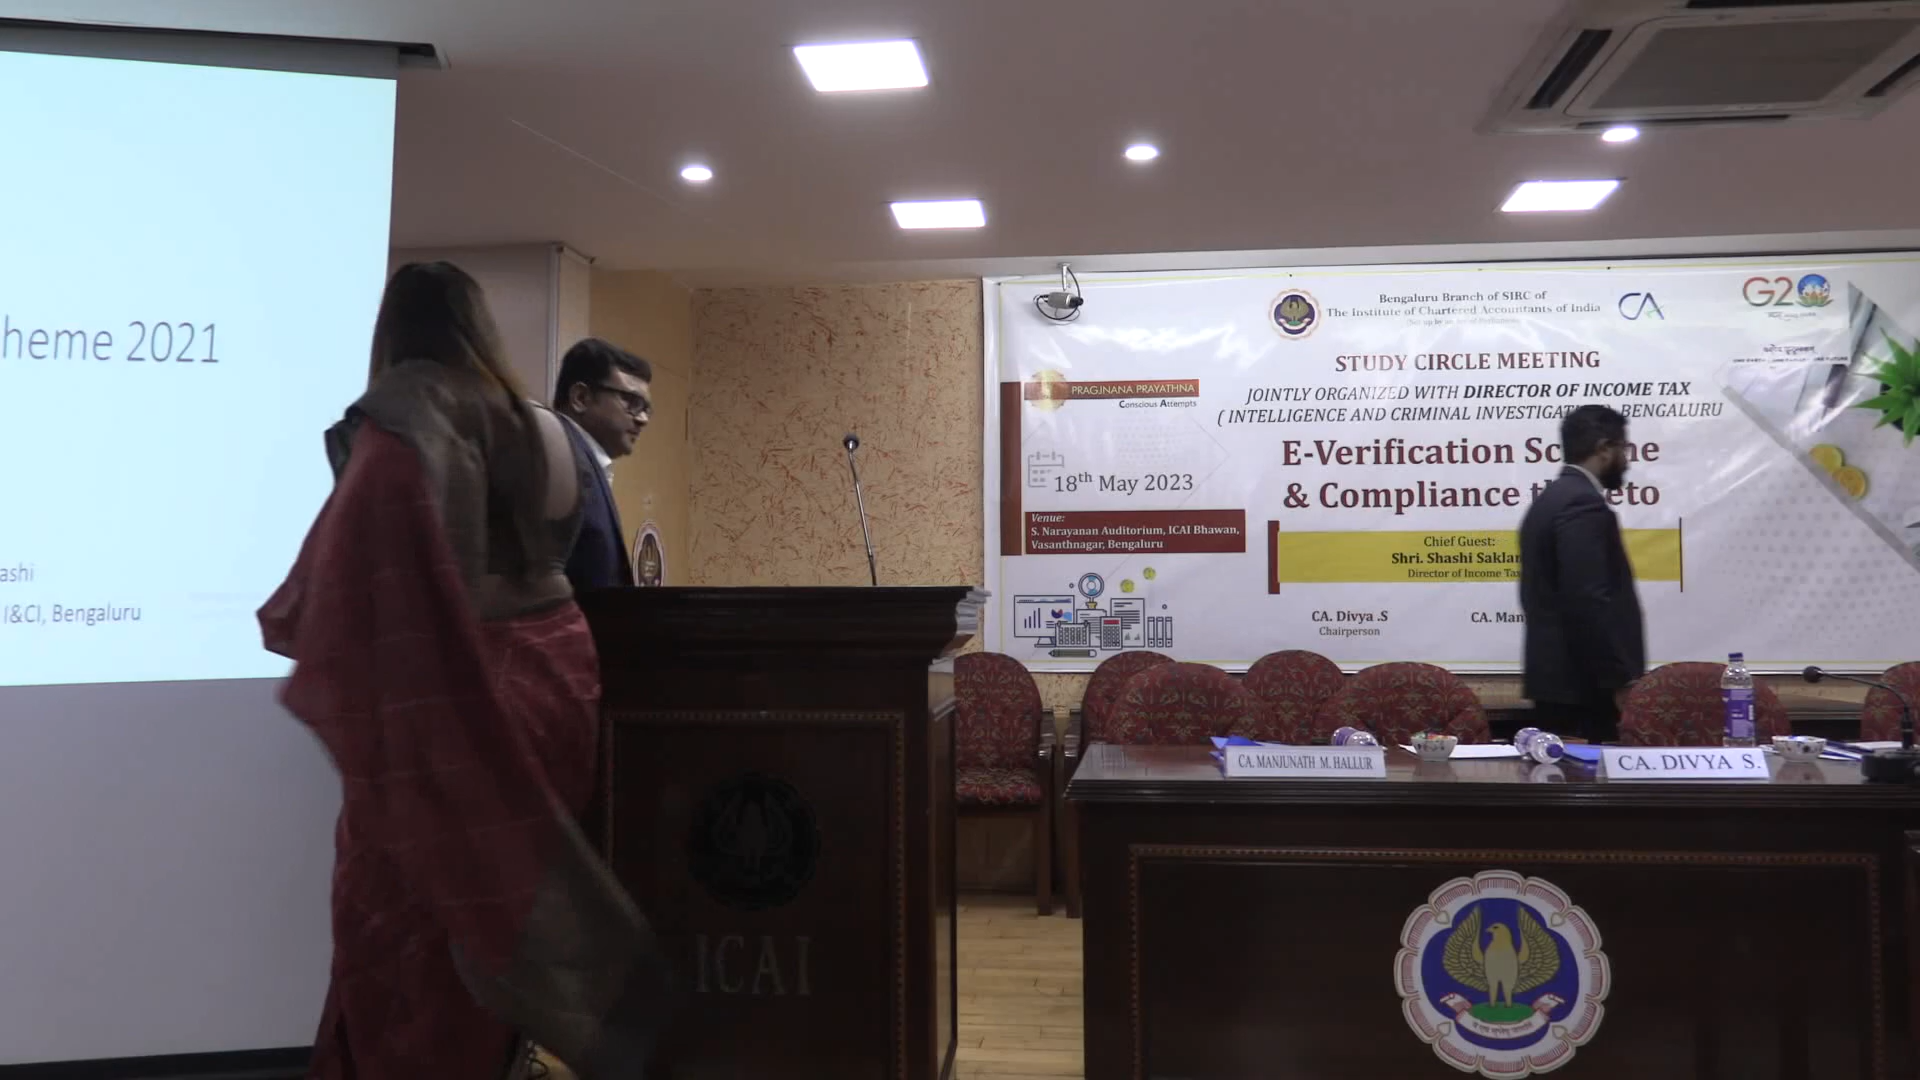 heme 2021
ashi
I&CI, Bengaluru
Bengaluru Branch of SIRC of
The Institute of Chartered Accountants of India
CA
G20
STUDY CIRCLE MEETING
JOINTLY ORGANIZED WITH DIRECTOR OF INCOME TAX
( INTELLIGENCE AND CRIMINAL INVESTIGAT BENGALURU
PRAGJNANA PRAYATHNA
Conscious Attempts
E-Verification Sc me
& Compliance t eto
18th May 2023
Venue:
S. Narayanan Auditorium, ICAI Bhawan,
Vasanthnagar, Bengaluru
Chief Guest:
Shri. Shashi Saklan
Director of Income Tax
CA. Divya .S
Chairperson
CA. Man
CA. MANJUNATH M. HALLUR
CA. DIVYA S.
ICAI